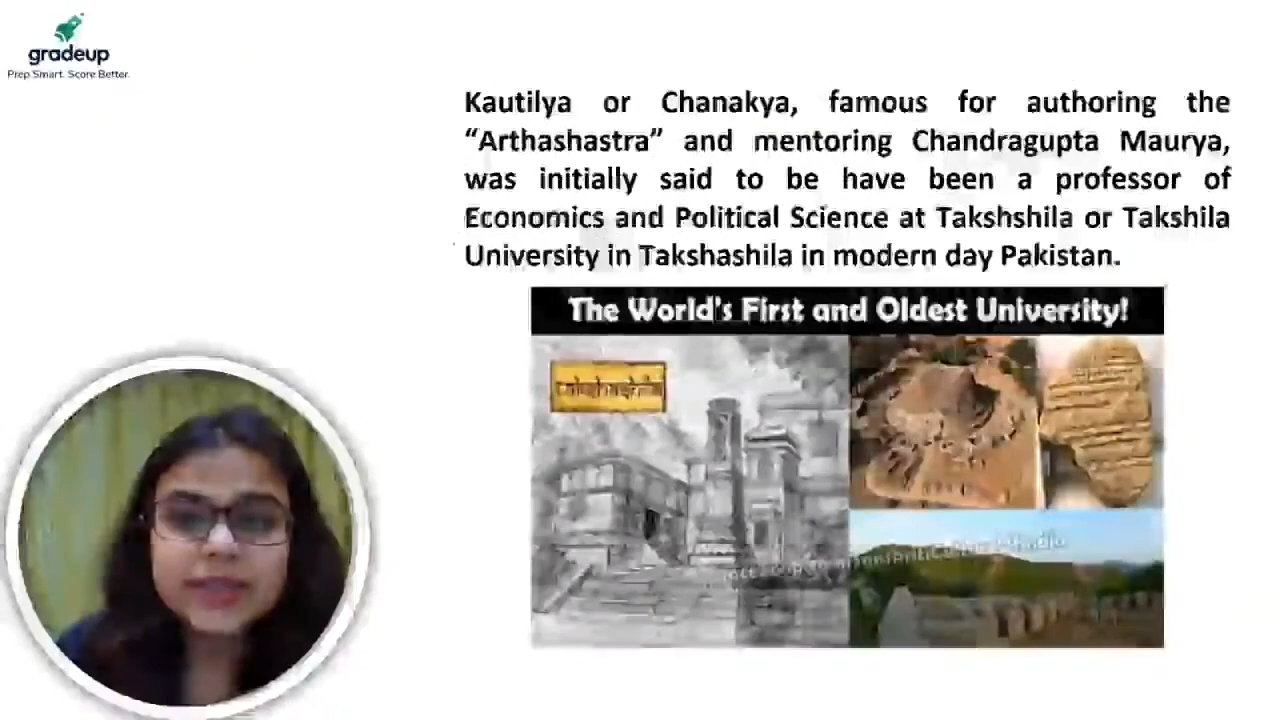 gradeup
Prep Smart. Score Better.
Kautilya or Chanakya, famous for authoring the
“Arthashastra” and mentoring Chandragupta Maurya,
was initially said to be have been a professor of
Economics and Political Science at Takshshila or Takshila
University in Takshashila in modern day Pakistan.
The World's First and Oldest University!
takshashila